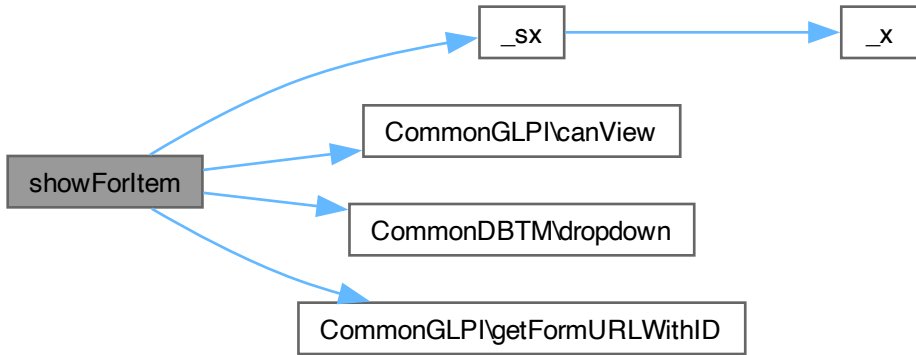 _sx
_x
CommonGLPI\canView
showForItem
CommonDBTM\dropdown
CommonGLPI\getFormURLWithID